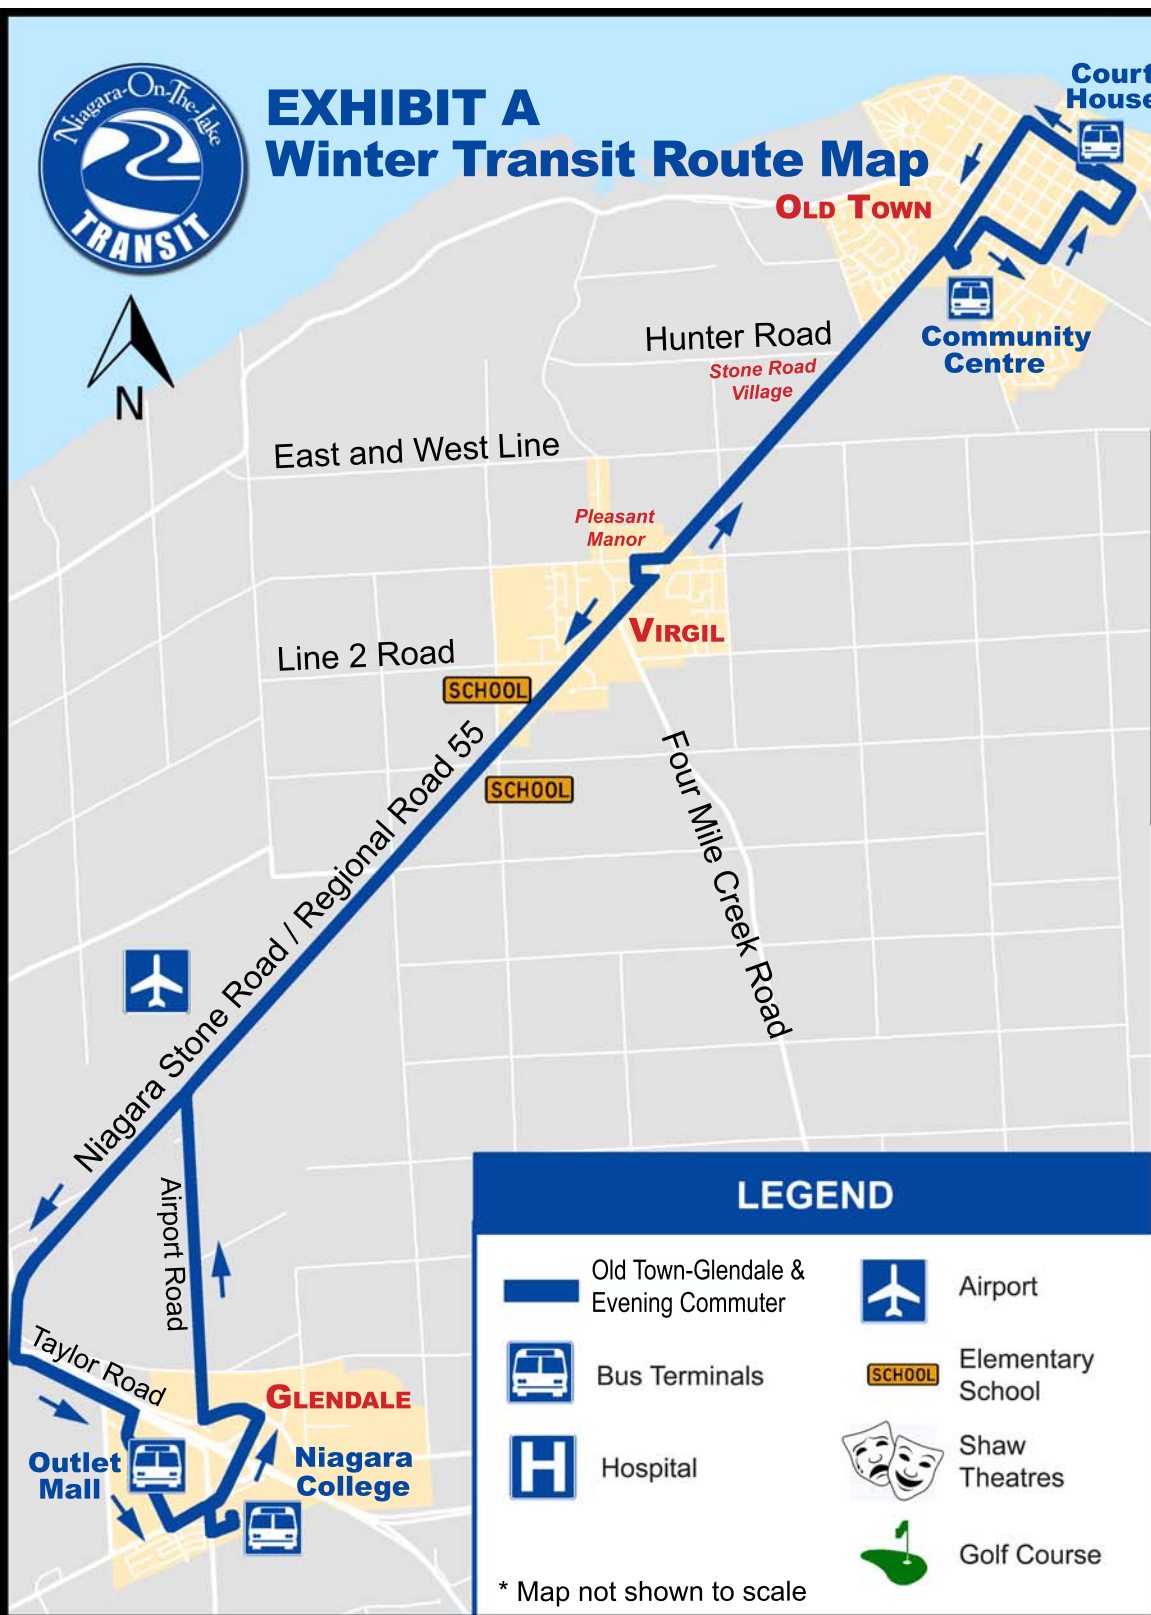 Niagara-On-The-Lake
TRANSIT
EXHIBIT A
Winter Transit Route Map
Court
House
OLD TOWN
Community
Centre
N
Hunter Road
Stone Road
Village
East and West Line
Pleasant
Manor
VIRGIL
Line 2 Road
SCHOOL
SCHOOL
Niagara Stone Road / Regional Road 55
Four Mile Creek Road
Airport Road
Taylor Road
GLENDALE
Outlet
Mall
Niagara
College
LEGEND
Old Town-Glendale &
Evening Commuter
Airport
Bus Terminals
SCHOOL
Elementary
School
H
Hospital
Shaw
Theatres
Golf Course
* Map not shown to scale